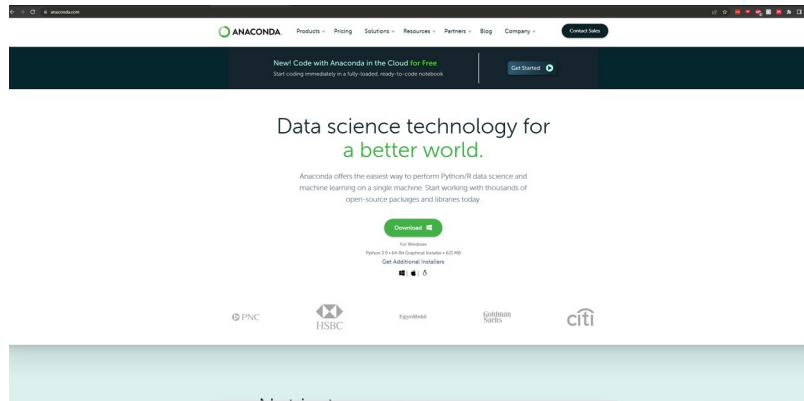 anaconda.com
ANACONDA.
Products
Pricing
Solutions
Resources
Partners
Blog
Company
Contact Sales
New! Code with Anaconda in the Cloud for Free
Start coding immediately in a fully-loaded, ready-to-code notebook
Get Started
Data science technology for
a better world.
Anaconda offers the easiest way to perform Python/R data science and
machine learning on a single machine. Start working with thousands of
open-source packages and libraries today.
Download
For Windows
Python 3.9 • 64-Bit Graphical Installer • 621 MB
Get Additional Installers
PNC
HSBC
ExxonMobil
Goldman
Sachs
citi